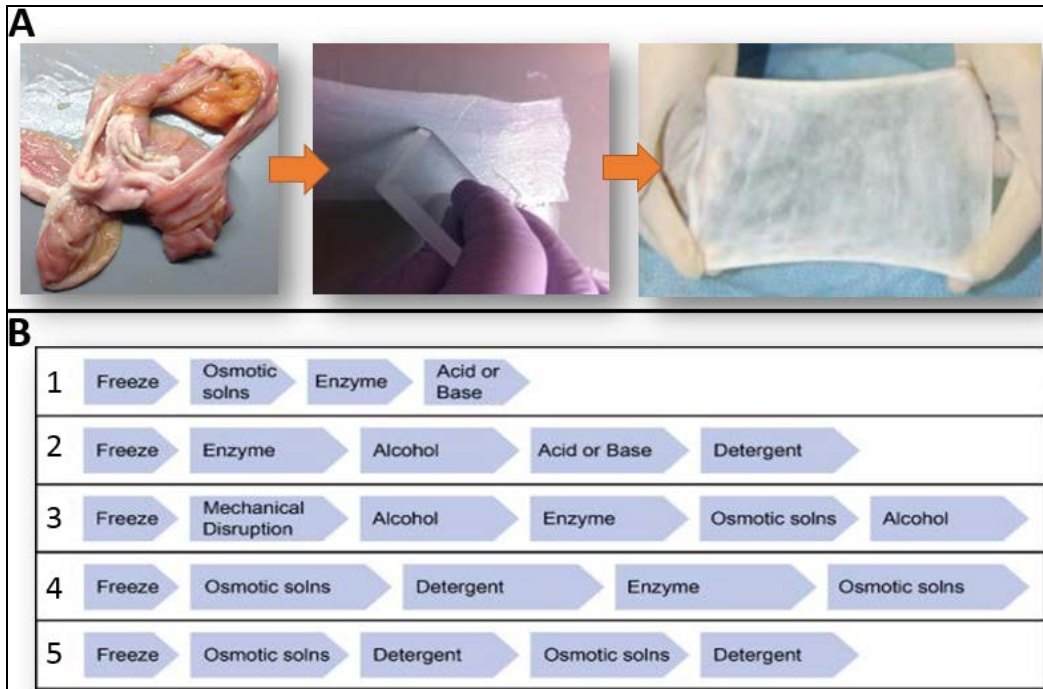 A
B
1 Freeze Osmotic solns Enzyme Acid or Base
2 Freeze Enzyme Alcohol Acid or Base Detergent
3 Freeze Mechanical Disruption Alcohol Enzyme Osmotic solns Alcohol
4 Freeze Osmotic solns Detergent Enzyme Osmotic solns
5 Freeze Osmotic solns Detergent Osmotic solns Detergent